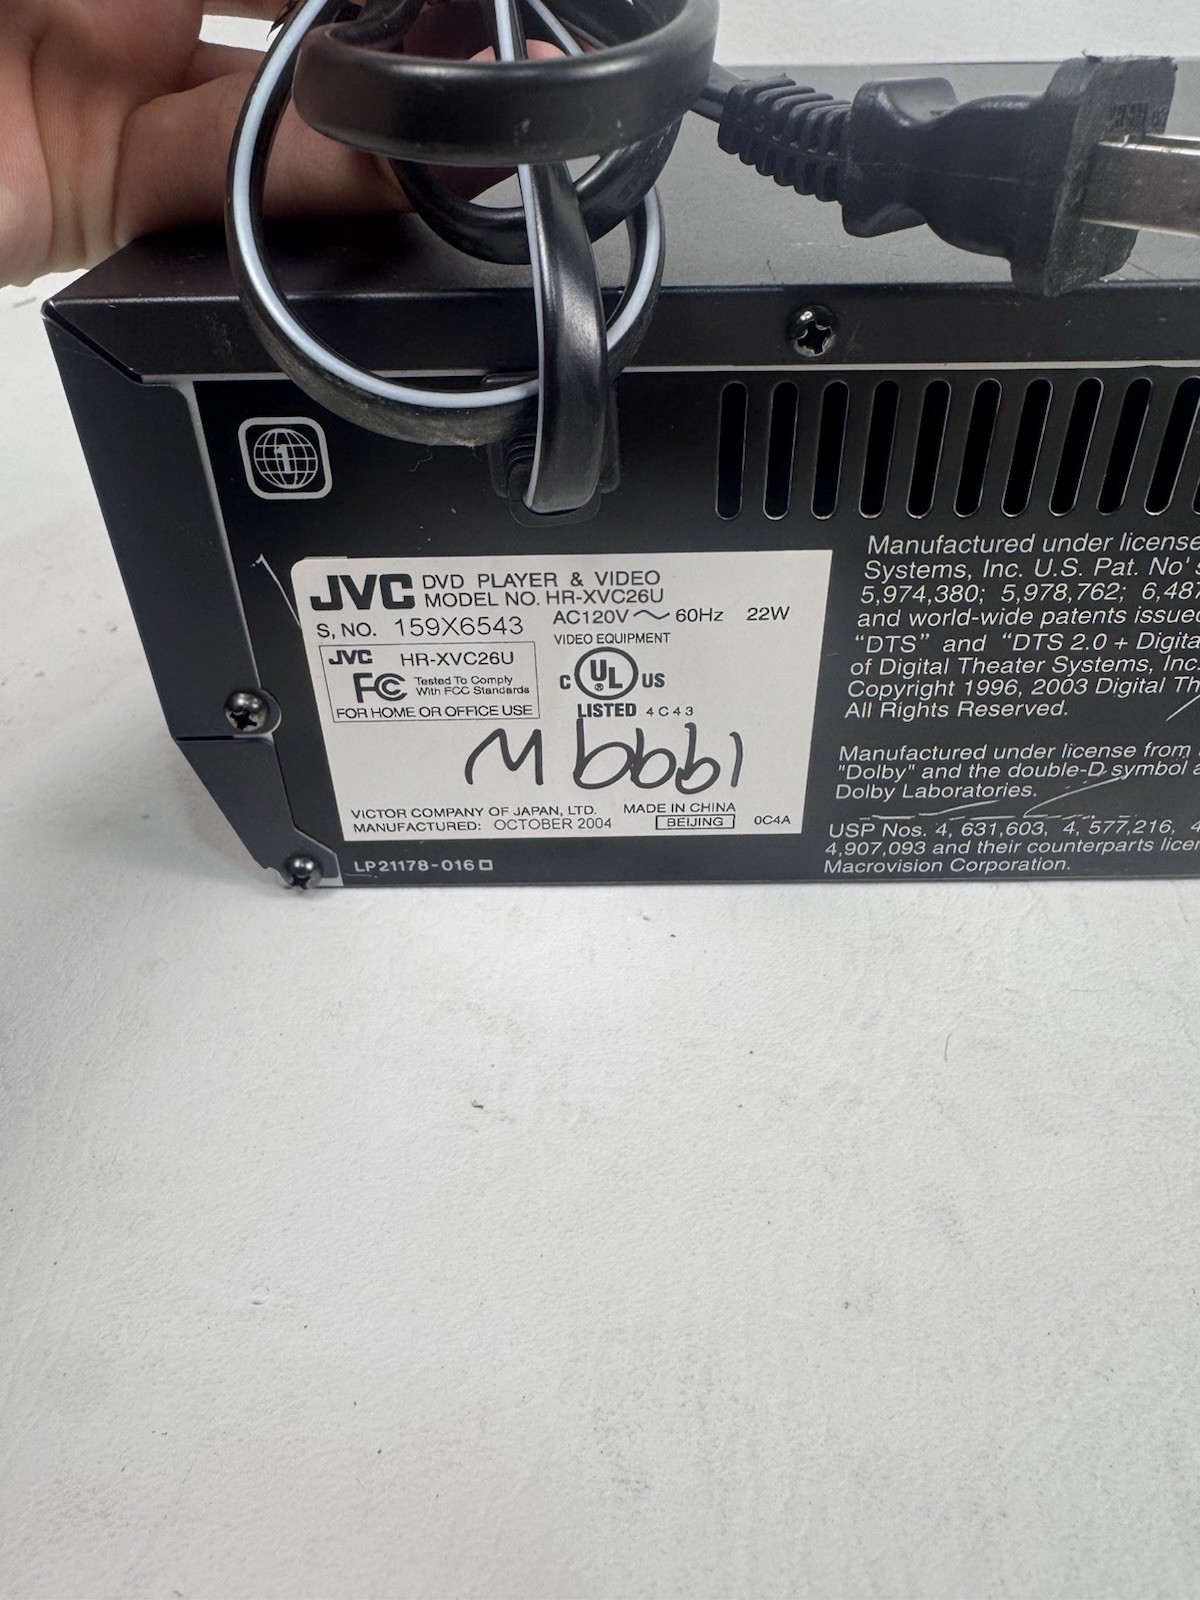 1
JVC DVD PLAYER & VIDEO
MODEL NO. HR-XVC26U
S, NO. 159X6543
AC120V ~ 60Hz 22W
VIDEO EQUIPMENT
JVC HR-XVC26U
FC Tested To Comply
With FCC Standards
FOR HOME OR OFFICE USE
C UL® US
LISTED 4C43
VICTOR COMPANY OF JAPAN, LTD.
MANUFACTURED: OCTOBER 2004
MADE IN CHINA
BEIJING 0C4A
LP21178-016
Manufactured under license
Systems, Inc. U.S. Pat. No's
5,974,380; 5,978,762; 6,487
and world-wide patents issue
"DTS" and "DTS 2.0 + Digita
of Digital Theater Systems, Inc.
Copyright 1996, 2003 Digital Th
All Rights Reserved.
Manufactured under license from
"Dolby" and the double-D symbol a
Dolby Laboratories.
USP Nos. 4, 631,603, 4, 577,216, 4
4,907,093 and their counterparts licen
Macrovision Corporation.